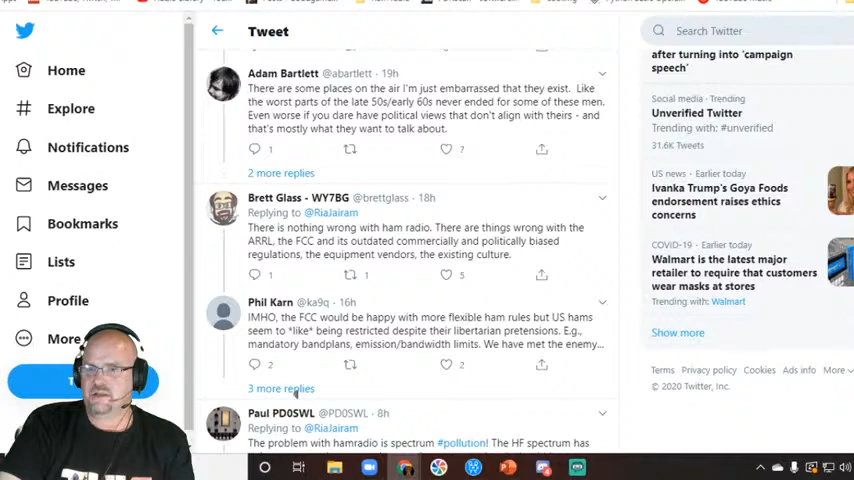 Tweet
Search Twitter
Home
Explore
Notifications
Messages
Bookmarks
Lists
Profile
More
Adam Bartlett @abartlett · 19h
There are some places on the air I'm just embarrassed that they exist. Like
the worst parts of the late 50s/early 60s never ended for some of these men.
Even worse if you dare have political views that don't align with theirs - and
that's mostly what they want to talk about.
1
7
2 more replies
Brett Glass - WY7BG @brettglass · 18h
Replying to @RiaJairam
There is nothing wrong with ham radio. There are things wrong with the
ARRL, the FCC and its outdated commercially and politically biased
regulations, the equipment vendors, the existing culture.
1
1
5
Phil Karn @ka9q · 16h
IMHO, the FCC would be happy with more flexible ham rules but US hams
seem to *like* being restricted despite their libertarian pretensions. E.g.,
mandatory bandplans, emission/bandwidth limits. We have met the enemy...
2
2
3 more replies
Paul PD0SWL @PD0SWL · 8h
Replying to @RiaJairam
The problem with hamradio is spectrum #pollution! The HF spectrum has
after turning into 'campaign
speech'
Social media · Trending
Unverified Twitter
Trending with: #unverified
31.6K Tweets
US news · Earlier today
Ivanka Trump's Goya Foods
endorsement raises ethics
concerns
COVID-19 · Earlier today
Walmart is the latest major
retailer to require that customers
wear masks at stores
Trending with: Walmart
Show more
Terms Privacy policy Cookies Ads info More
© 2020 Twitter, Inc.